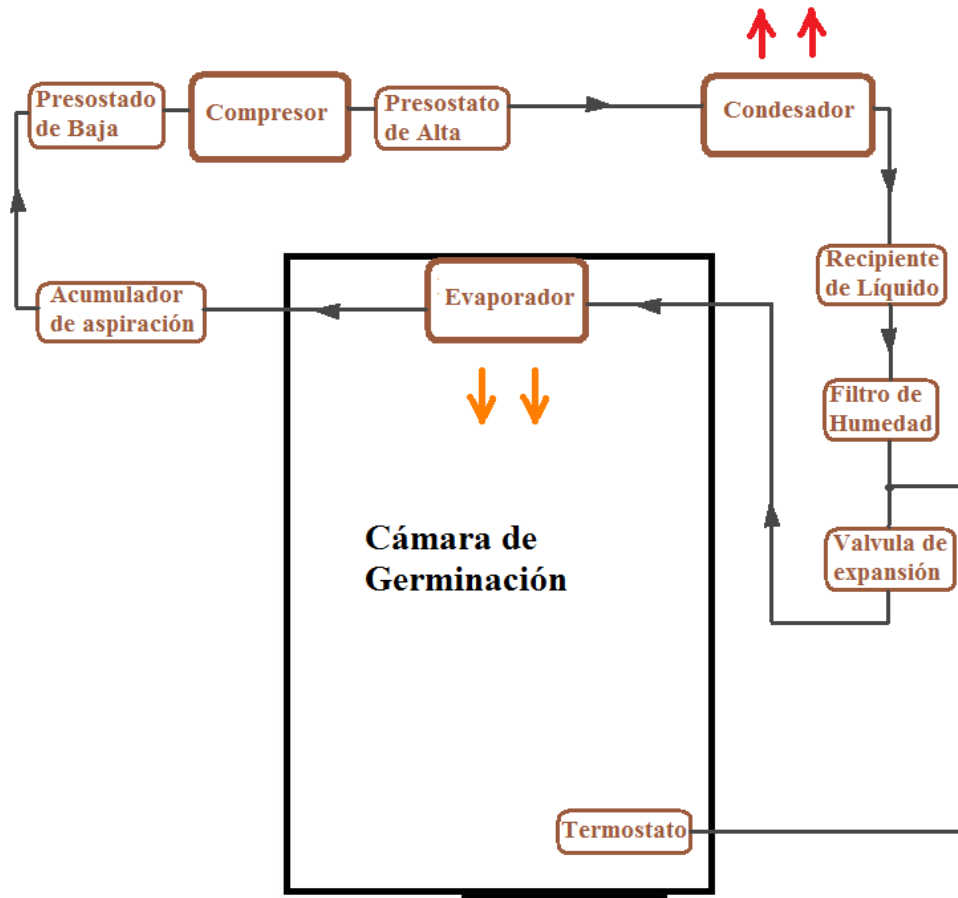 Presostado
de Baja
Compresor
Presostato
de Alta
Condesador
Recipiente
de Líquido
Acumulador
de aspiración
Evaporador
Filtro de
Humedad
Valvula de
expansión
Cámara de
Germinación
Termostato